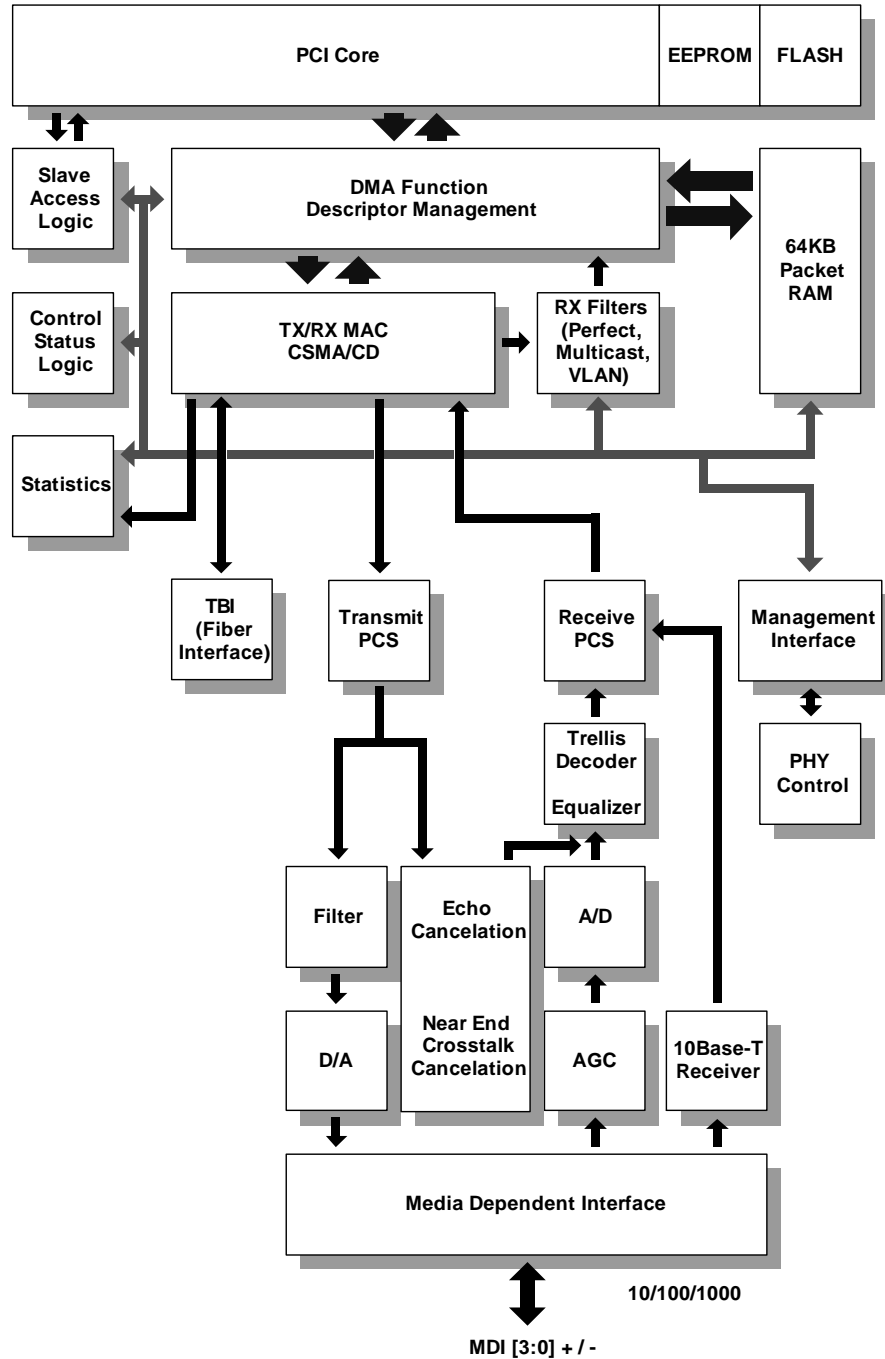 PCI Core
EEPROM
FLASH
Slave
Access
Logic
DMA Function
Descriptor Management
64KB
Packet
RAM
Control
Status
Logic
TX/RX MAC
CSMA/CD
RX Filters
(Perfect,
Multicast,
VLAN)
Statistics
TBI
(Fiber
Interface)
Transmit
PCS
Receive
PCS
Management
Interface
Trellis
Decoder
Equalizer
PHY
Control
Filter
Echo
Cancelation
A/D
D/A
Near End
Crosstalk
Cancelation
AGC
10Base-T
Receiver
Media Dependent Interface
10/100/1000
MDI [3:0] + / -